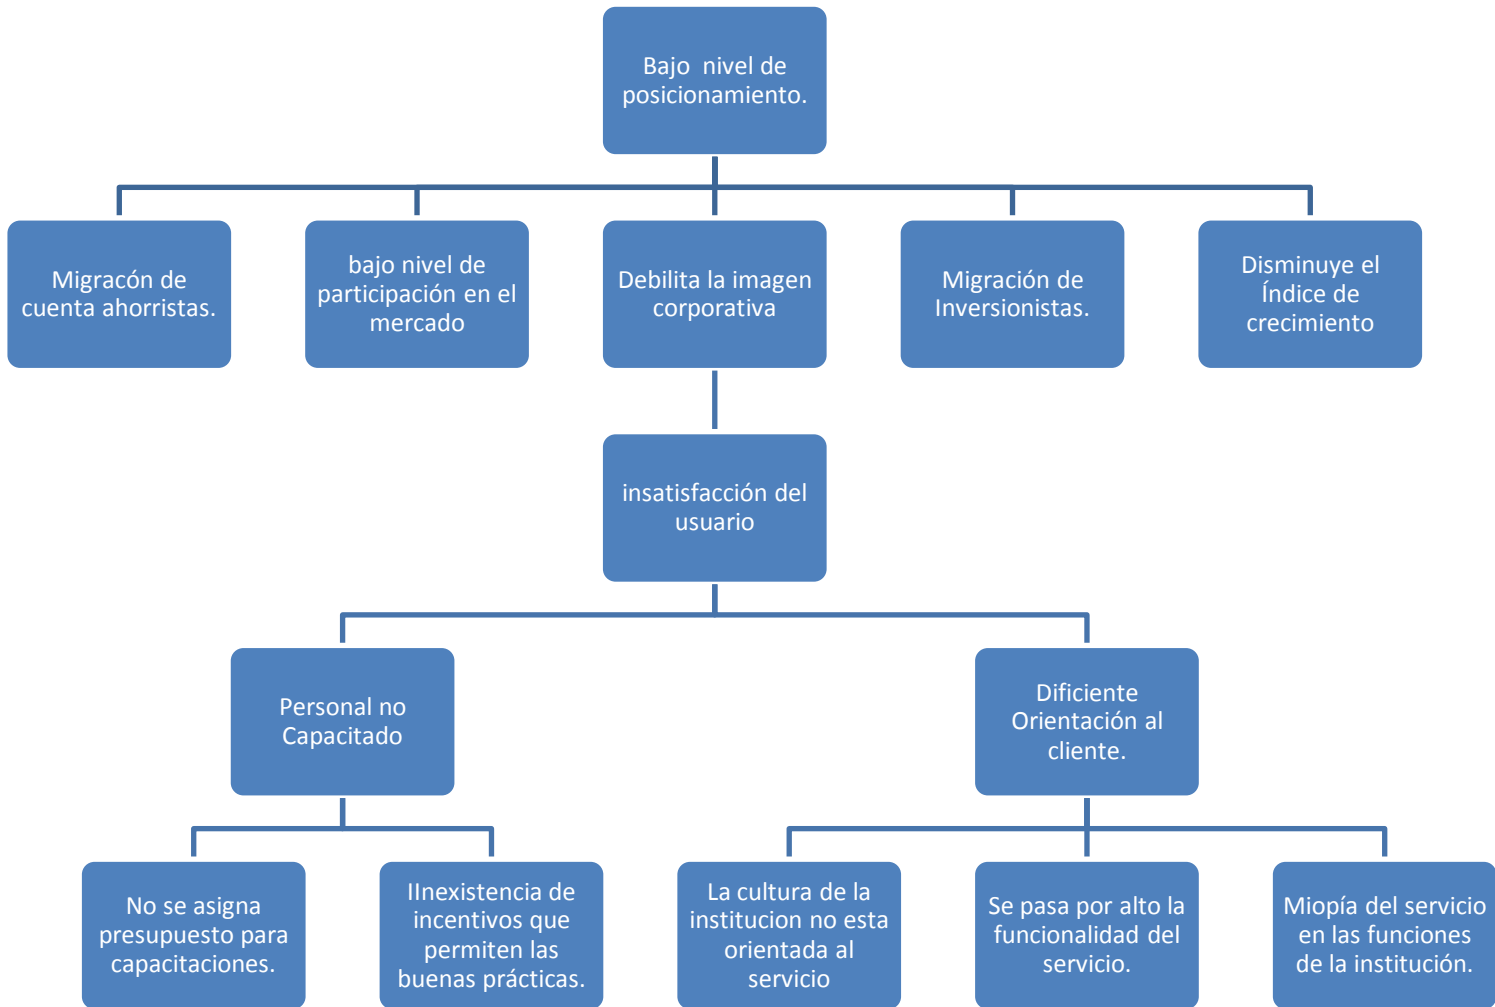 Bajo nivel de
posicionamiento.
Migracón de
cuenta ahorristas.
bajo nivel de
participación en el
mercado
Debilita la imagen
corporativa
Migración de
Inversionistas.
Disminuye el
Índice de
crecimiento
insatisfacción del
usuario
Personal no
Capacitado
Dificiente
Orientación al
cliente.
No se asigna
presupuesto para
capacitaciones.
IInexistencia de
incentivos que
permiten las
buenas prácticas.
La cultura de la
institucion no esta
orientada al
servicio
Se pasa por alto la
funcionalidad del
servicio.
Miopía del servicio
en las funciones
de la institución.